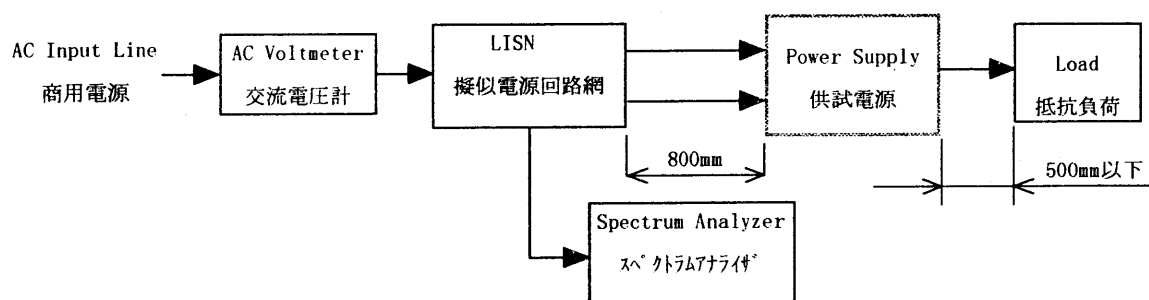 AC Input Line
商用電源
AC Voltmeter
交流電圧計
LISN
擬似電源回路網
Power Supply
供試電源
Load
抵抗負荷
800mm
500mm以下
Spectrum Analyzer
ｽﾍﾟｸﾄﾗﾑｱﾅﾗｲｻﾞ